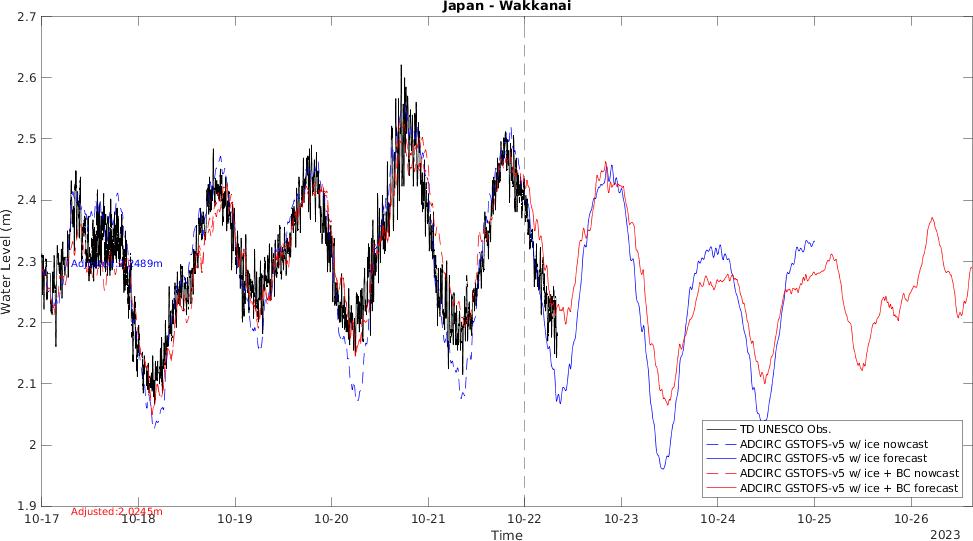 Japan - Wakkanai
2.7
2.6
2.5
2.4
2.3
2.2
2.1
2
1.9
Water Level (m)
2489m
Adjusted:2.0245m
TD UNESCO Obs.
ADCIRC GSTOFS-v5 w/ ice nowcast
ADCIRC GSTOFS-v5 w/ ice forecast
ADCIRC GSTOFS-v5 w/ ice + BC nowcast
ADCIRC GSTOFS-v5 w/ ice + BC forecast
10-17 10-18 10-19 10-20 10-21 10-22 10-23 10-24 10-25 10-26
Time
2023